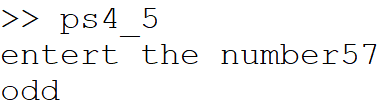 >> ps4_5
entert the number57
odd